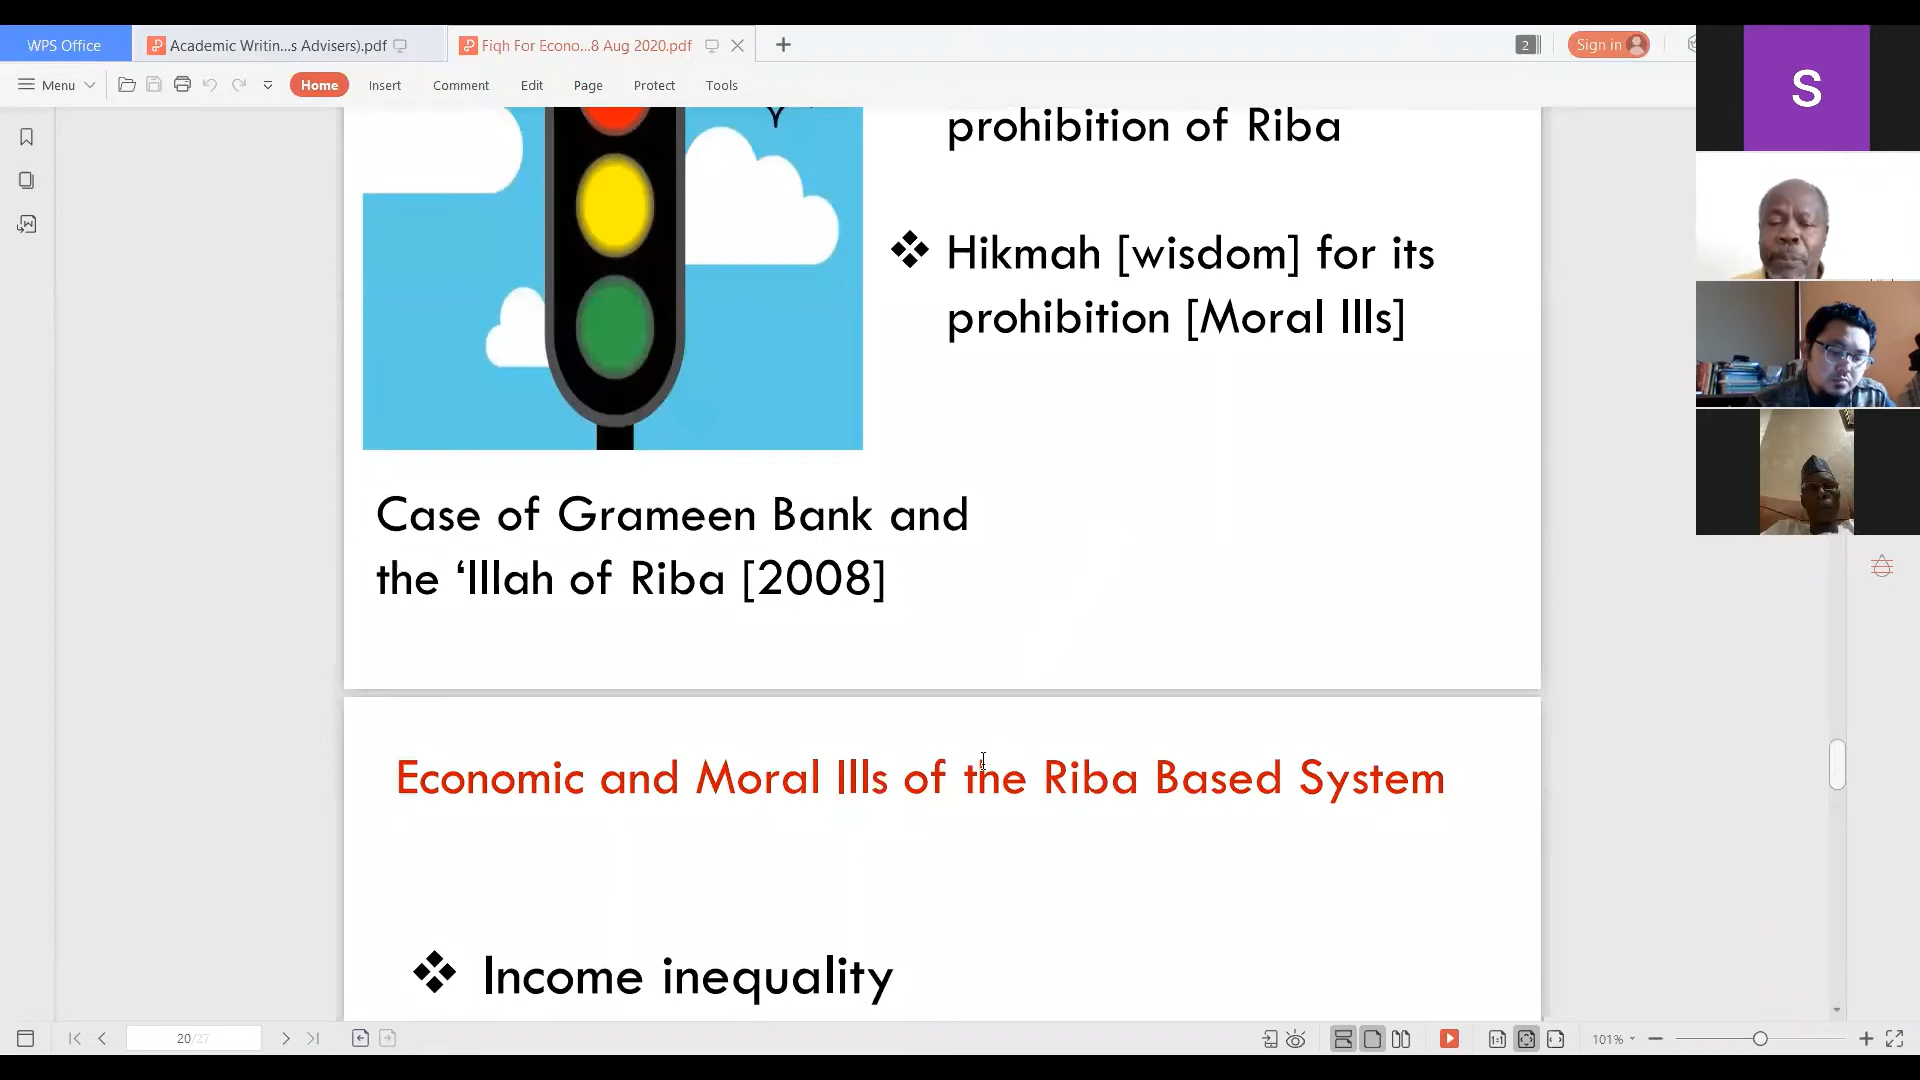 WPS Office
Academic Writin...s Advisers).pdf
Fiqh For Econo...8 Aug 2020.pdf
2
Sign in
Menu
Home
Insert
Comment
Edit
Page
Protect
Tools
S
prohibition of Riba
Hikmah [wisdom] for its
prohibition [Moral Ills]
Case of Grameen Bank and
the ‘Illah of Riba [2008]
Economic and Moral Ills of the Riba Based System
Income inequality
20/27
101%